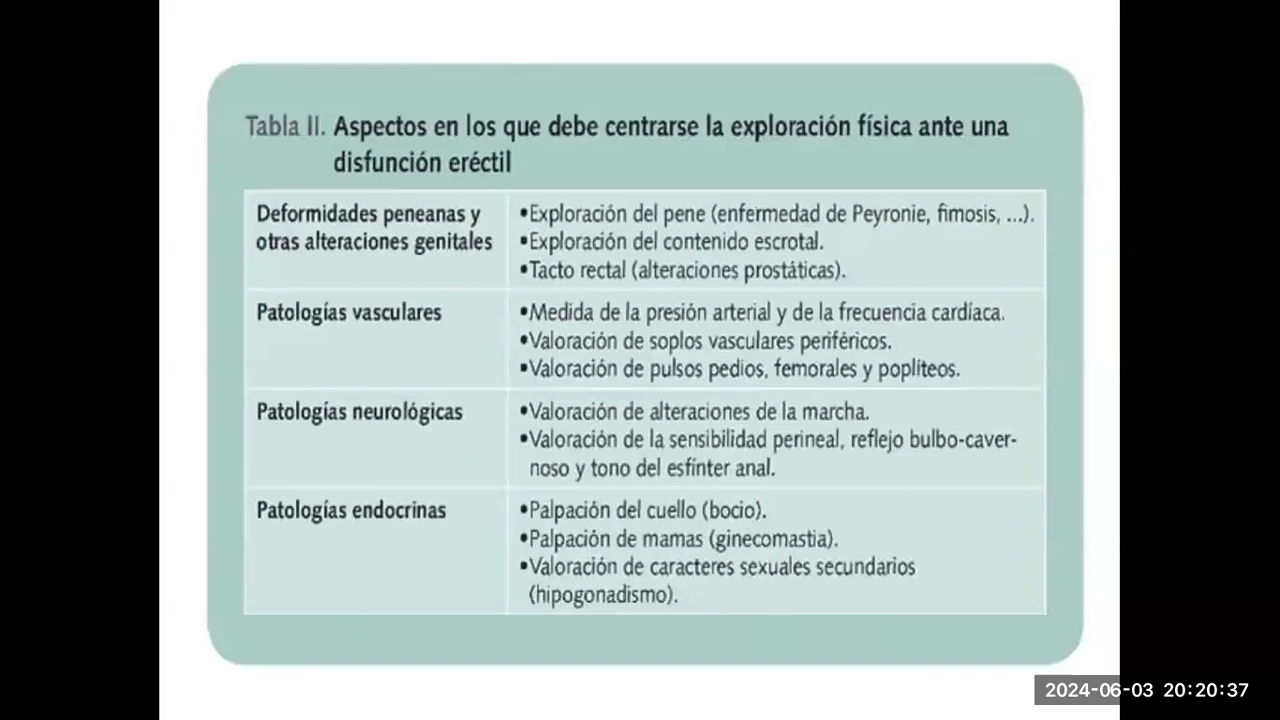 Tabla II. Aspectos en los que debe centrarse la exploración física ante una
disfunción eréctil
Deformidades peneanas y
otras alteraciones genitales
•Exploración del pene (enfermedad de Peyronie, fimosis, ...).
•Exploración del contenido escrotal.
•Tacto rectal (alteraciones prostáticas).
Patologías vasculares
•Medida de la presión arterial y de la frecuencia cardíaca.
•Valoración de soplos vasculares periféricos.
•Valoración de pulsos pedios, femorales y poplíteos.
Patologías neurológicas
•Valoración de alteraciones de la marcha.
•Valoración de la sensibilidad perineal, reflejo bulbo-caver-
noso y tono del esfínter anal.
Patologías endocrinas
•Palpación del cuello (bocio).
•Palpación de mamas (ginecomastia).
•Valoración de caracteres sexuales secundarios
(hipogonadismo).
2024-06-03 20:20:37